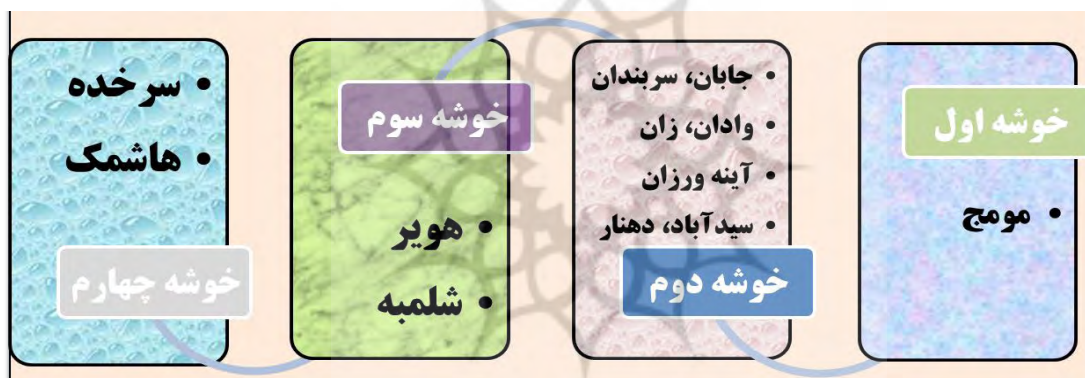 خوشه اول
• مومج
• جابان، سربندان
• وادان، زان
• آینه ورزان
• سیدآباد، دهنار
خوشه دوم
خوشه سوم
• هویر
• شلمبه
• سرخده
• هاشمک
خوشه چهارم